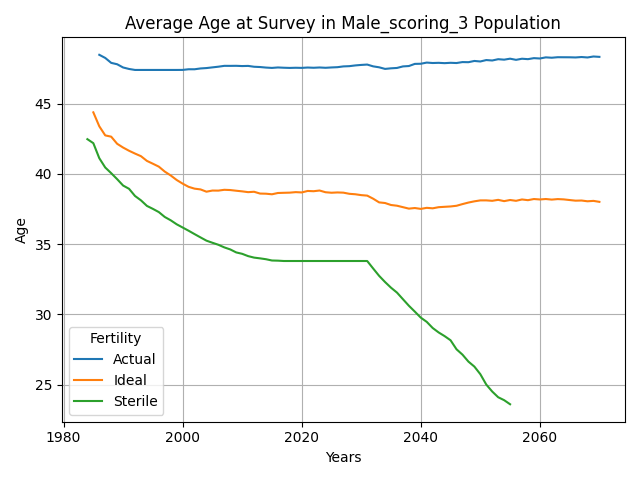 Average Age at Survey in Male_scoring_3 Population
Age
45
40
35
30
25
Fertility
Actual
Ideal
Sterile
1980
2000
2020
2040
2060
Years